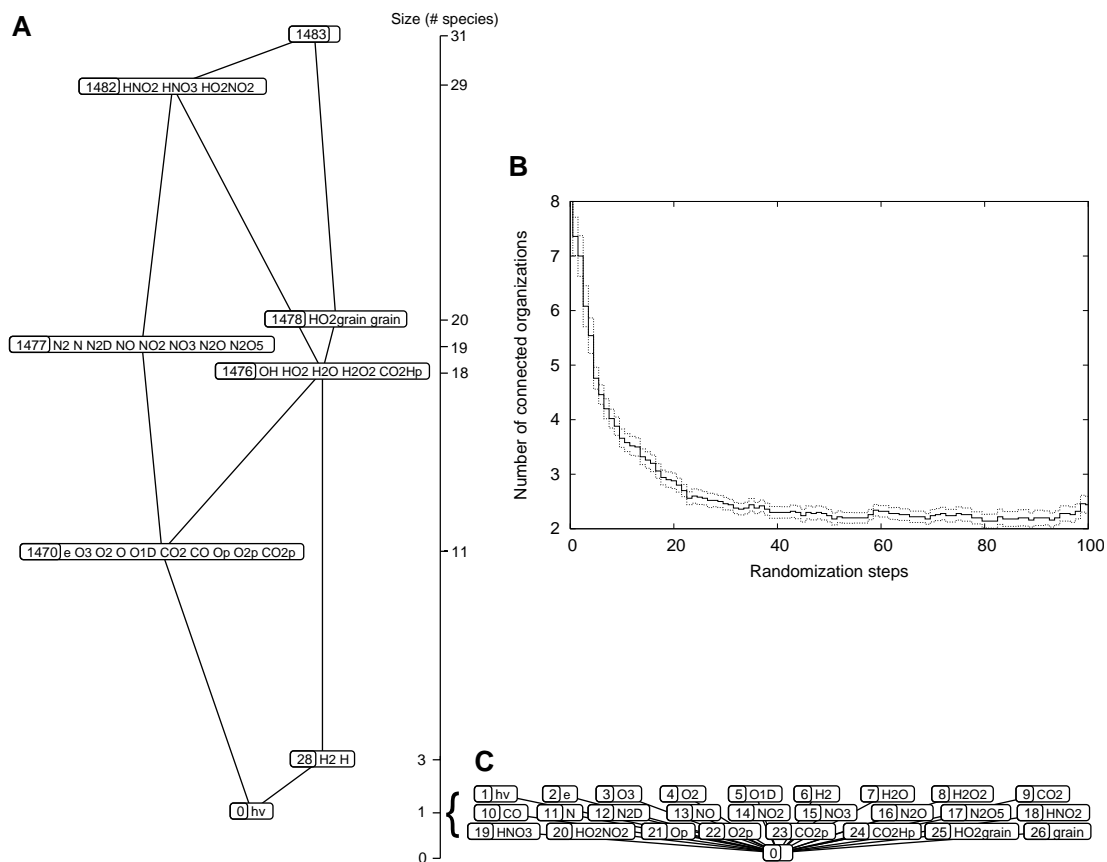 A
Size (# species)
1483
31
1482 HNO2 HNO3 HO2NO2
29
1478 HO2grain grain
20
1477 N2 N N2D NO NO2 NO3 N2O N2O5
19
1476 OH HO2 H2O H2O2 CO2Hp
18
1470 e O3 O2 O O1D CO2 CO Op O2p CO2p
11
28 H2 H
3
0 hv
1
0
B
Number of connected organizations
8
7
6
5
4
3
2
0 20 40 60 80 100
Randomization steps
C
{
1 hv 2 e 3 O3 4 O2 5 O1D 6 H2 7 H2O 8 H2O2 9 CO2
10 CO 11 N 12 N2D 13 NO 14 NO2 15 NO3 16 N2O 17 N2O5 18 HNO2
19 HNO3 20 HO2NO2 21 Op 22 O2p 23 CO2p 24 CO2Hp 25 HO2grain 26 grain
0